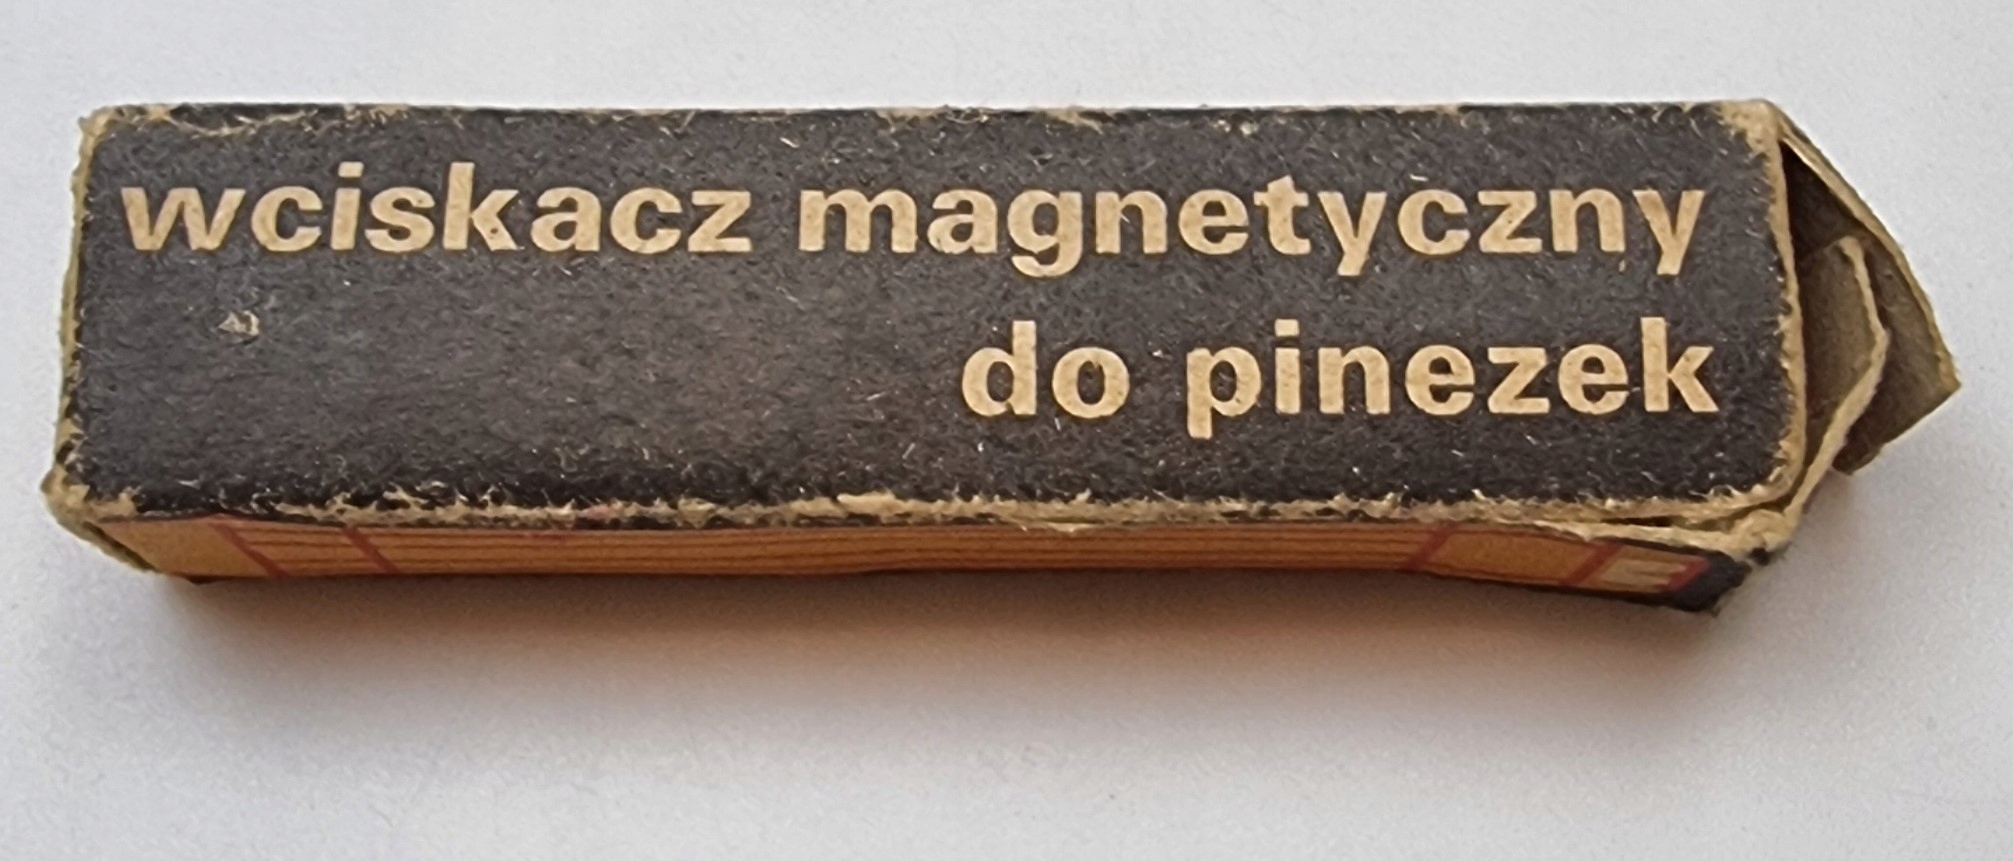 wciskacz magnetyczny
do pinezek